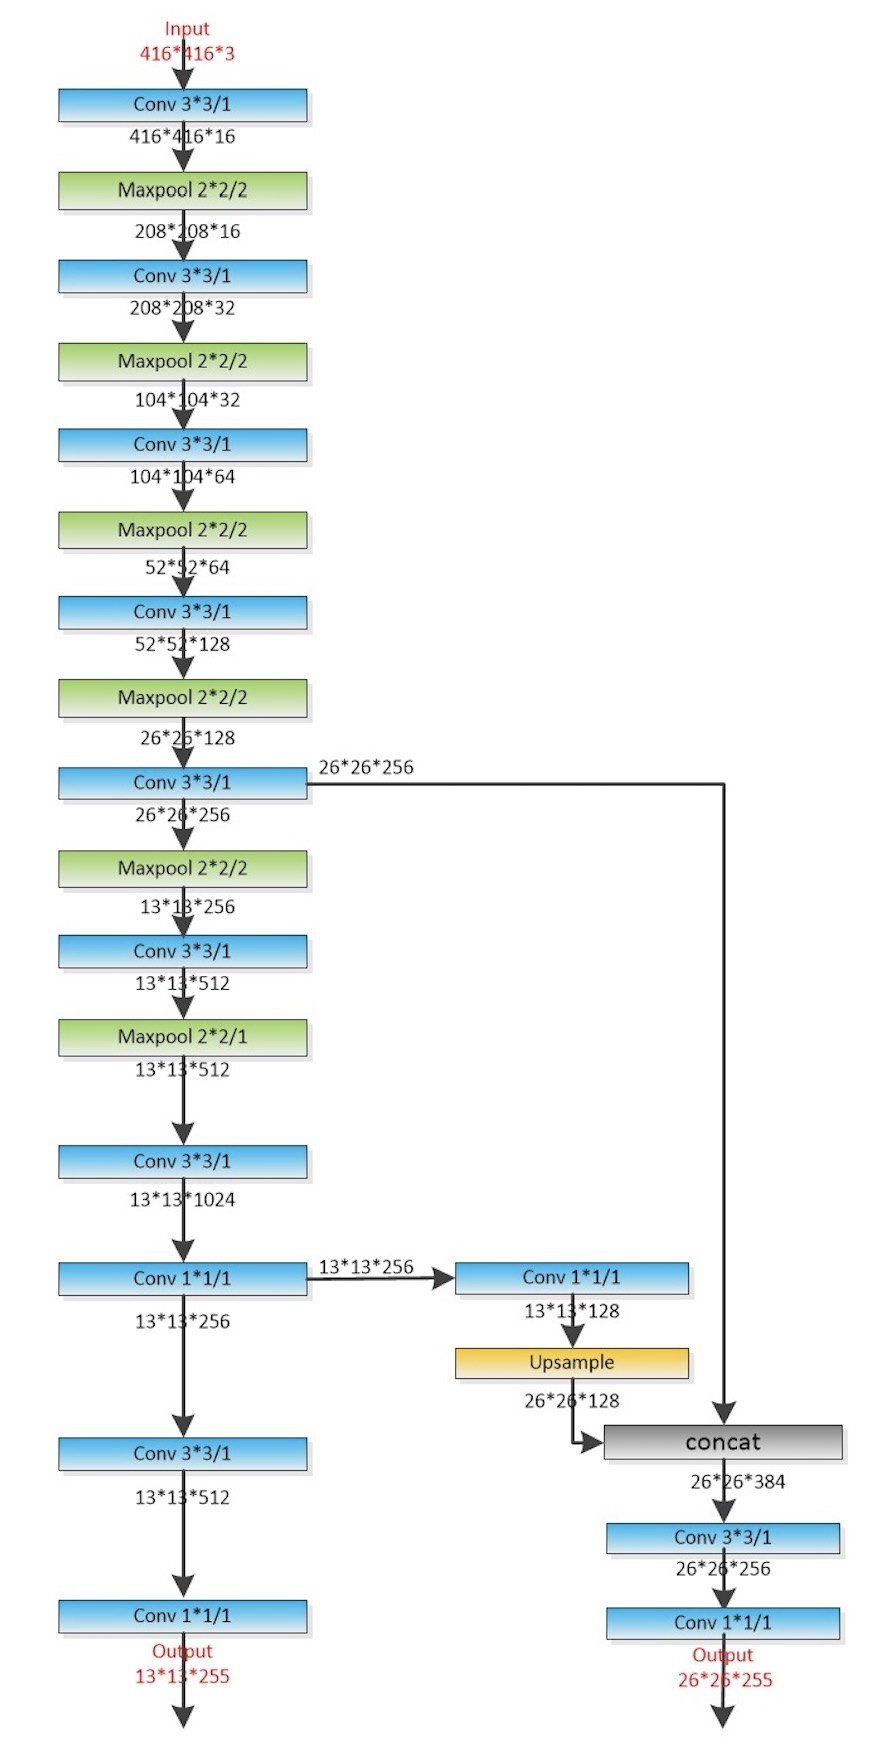 Input
416*416*3
Conv 3*3/1
416*416*16
Maxpool 2*2/2
208*208*16
Conv 3*3/1
208*208*32
Maxpool 2*2/2
104*104*32
Conv 3*3/1
104*104*64
Maxpool 2*2/2
52*52*64
Conv 3*3/1
52*52*128
Maxpool 2*2/2
26*26*128
Conv 3*3/1
26*26*256
26*26*256
Maxpool 2*2/2
13*13*256
Conv 3*3/1
13*13*512
Maxpool 2*2/1
13*13*512
Conv 3*3/1
13*13*1024
Conv 1*1/1
13*13*256
13*13*256
Conv 3*3/1
13*13*512
Conv 1*1/1
Output
13*13*255
Conv 1*1/1
13*13*128
Upsample
26*26*128
concat
26*26*384
Conv 3*3/1
26*26*256
Conv 1*1/1
Output
26*26*255